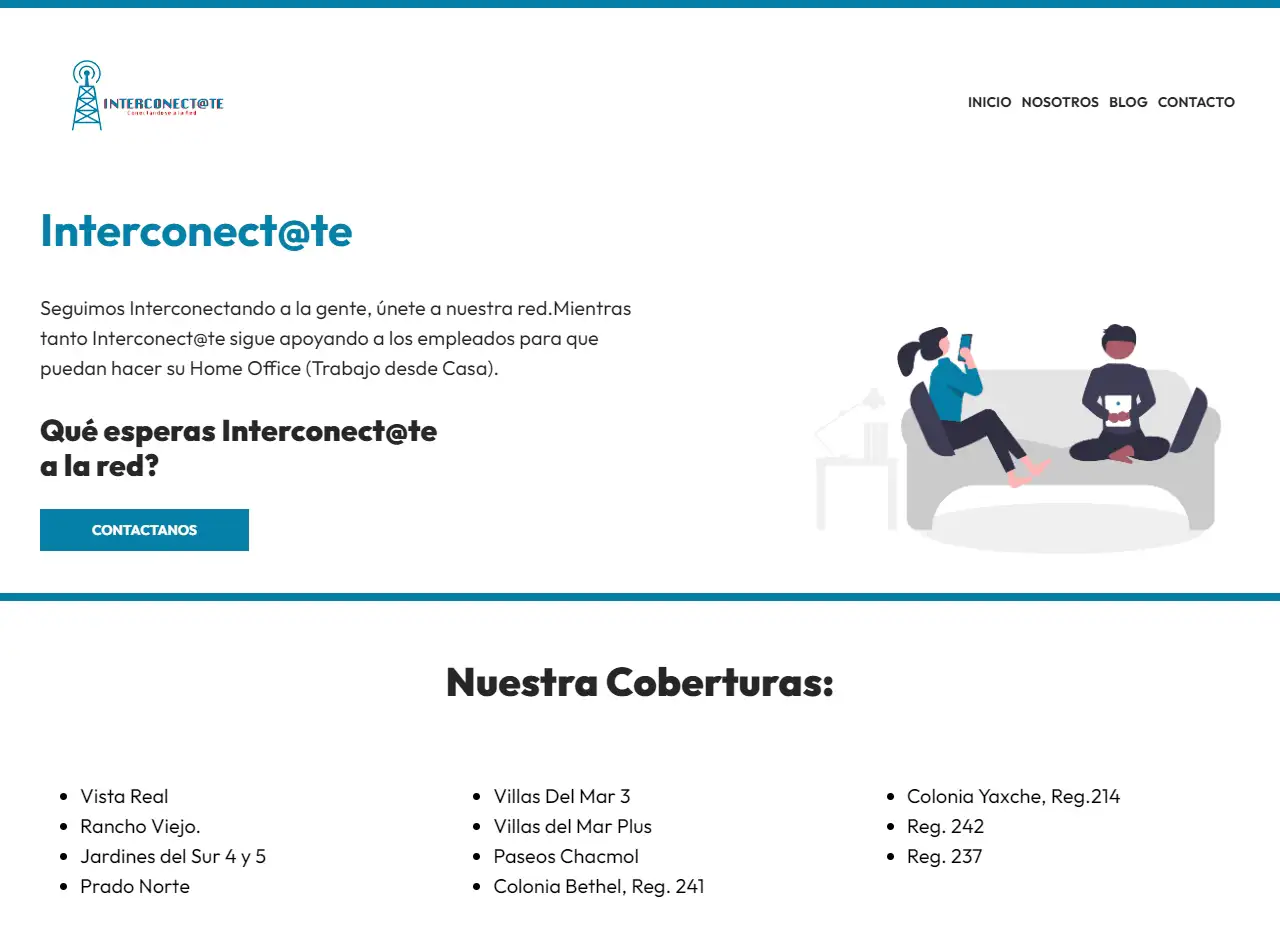 INTERCONECT@TE
Conectandose a la Red
INICIO NOSOTROS BLOG CONTACTO
Interconect@te
Seguimos Interconectando a la gente, únete a nuestra red.Mientras
tanto Interconect@te sigue apoyando a los empleados para que
puedan hacer su Home Office (Trabajo desde Casa).
Qué esperas Interconect@te
a la red?
CONTACTANOS
Nuestra Coberturas:
Vista Real
Rancho Viejo.
Jardines del Sur 4 y 5
Prado Norte
Villas Del Mar 3
Villas del Mar Plus
Paseos Chacmol
Colonia Bethel, Reg. 241
Colonia Yaxche, Reg.214
Reg. 242
Reg. 237